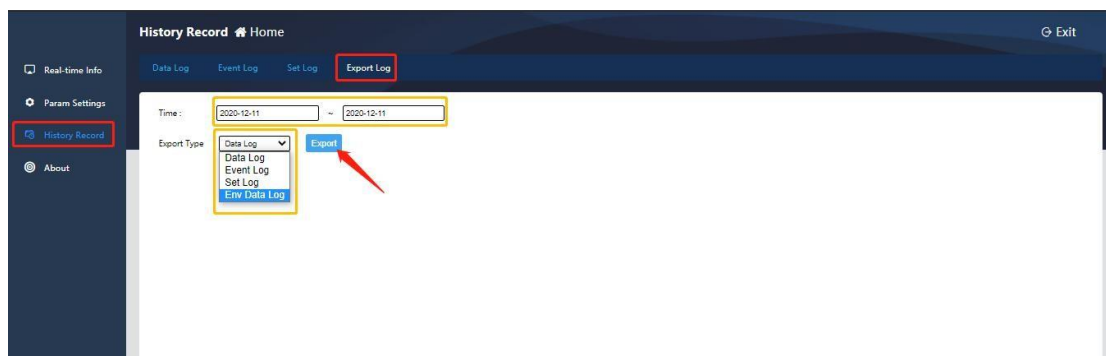 History Record Home
Exit
Real-time Info
Param Settings
History Record
About
Data Log Event Log Set Log Export Log
Time : 2020-12-11 ~ 2020-12-11
Export Type Data Log Export
Data Log
Event Log
Set Log
Env Data Log